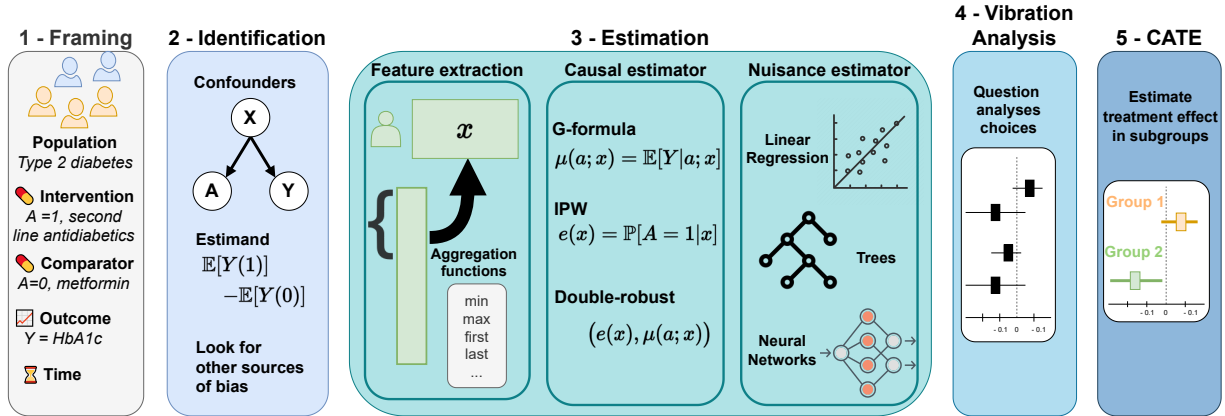 1 - Framing
Population
Type 2 diabetes
Intervention
A =1, second
line antidiabetics
Comparator
A=0, metformin
Outcome
Y = HbA1c
Time
2 - Identification
Confounders
X
A
Y
Estimand
𝔼[Y(1)]
−𝔼[Y(0)]
Look for
other sources
of bias
3 - Estimation
Feature extraction
x
{
Aggregation
functions
min
max
first
last
...
Causal estimator
G-formula
μ(a; x) = 𝔼[Y|a; x]
IPW
e(x) = ℙ[A = 1|x]
Double-robust
(e(x), μ(a; x))
Nuisance estimator
Linear
Regression
Trees
Neural
Networks
4 - Vibration
Analysis
Question
analyses
choices
- 0.1 0 - 0.1
5 - CATE
Estimate
treatment effect
in subgroups
Group 1
Group 2
- 0.1 0 - 0.1